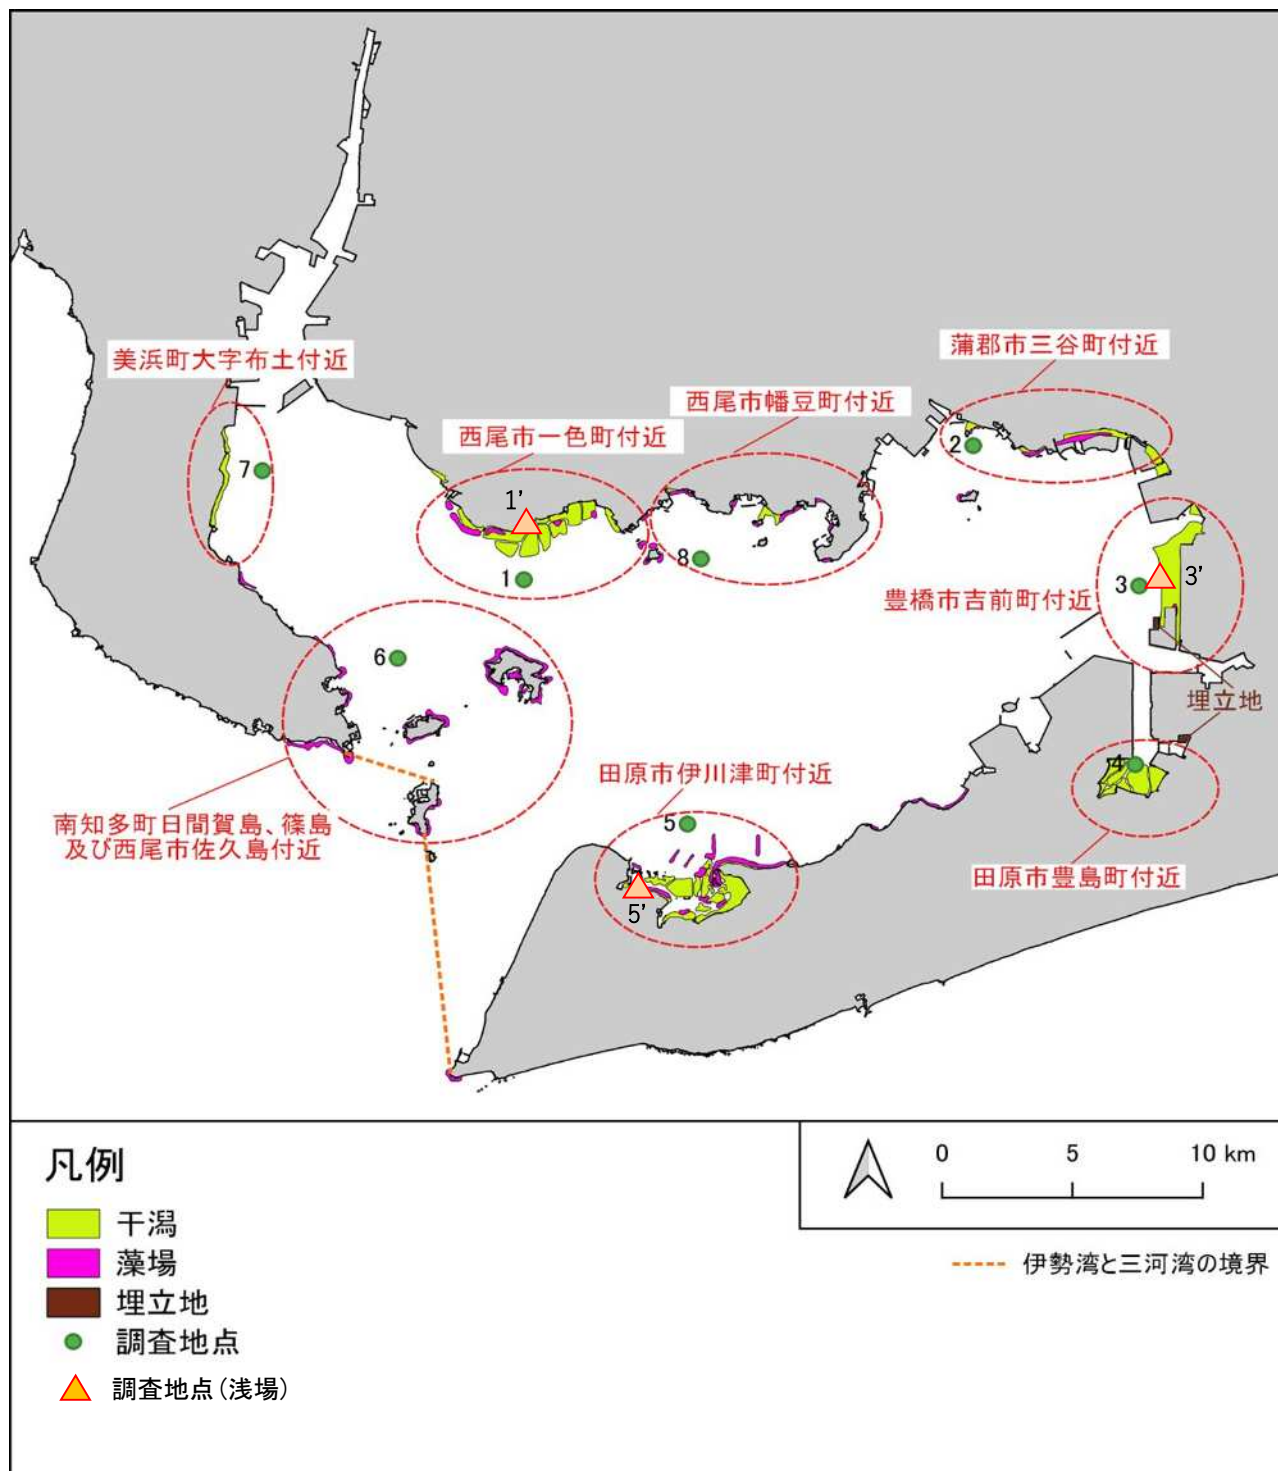 美浜町大字布土付近
蒲郡市三谷町付近
西尾市幡豆町付近
西尾市一色町付近
2
7
1’
8
1
3
3’
豊橋市吉前町付近
6
埋立地
4
田原市伊川津町付近
5
南知多町日間賀島、篠島
及び西尾市佐久島付近
田原市豊島町付近
5’
凡例
干潟
藻場
埋立地
調査地点
調査地点(浅場)
0
5
10 km
伊勢湾と三河湾の境界